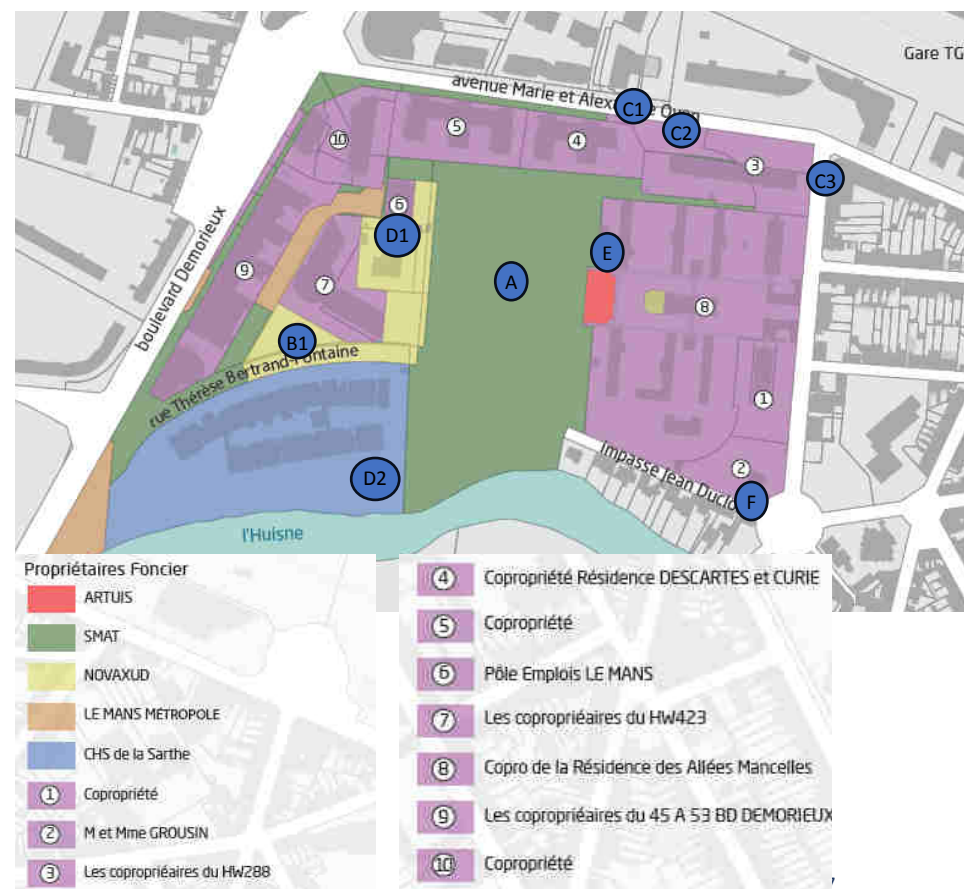 Gare TG
avenue Marie et Alexandre Oyon
C1
C2
C3
10
5
4
3
6
D1
E
A
9
7
8
boulevard Demorieux
B1
rue Thérèse Bertrand-Fontaine
1
Impasse Jean Duclo
2
D2
F
l'Huisne
Propriétaires Foncier
ARTUIS
SMAT
NOVAXUD
LE MANS MÉTROPOLE
CHS de la Sarthe
1 Copropriété
2 M et Mme GROUSIN
3 Les copropriéaires du HW288
4 Copropriété Résidence DESCARTES et CURIE
5 Copropriété
6 Pôle Emplois LE MANS
7 Les copropriéaires du HW423
8 Copro de la Résidence des Allées Mancelles
9 Les copropriéaires du 45 A 53 BD DEMORIEUX
10 Copropriété